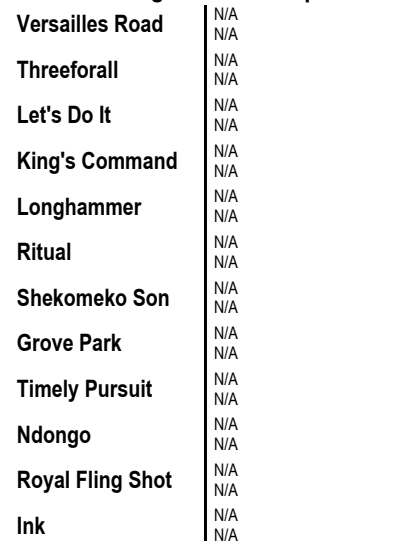 Versailles Road
N/A
N/A
Threeforall
N/A
N/A
Let's Do It
N/A
N/A
King's Command
N/A
N/A
Longhammer
N/A
N/A
Ritual
N/A
N/A
Shekomeko Son
N/A
N/A
Grove Park
N/A
N/A
Timely Pursuit
N/A
N/A
Ndongo
N/A
N/A
Royal Fling Shot
N/A
N/A
Ink
N/A
N/A